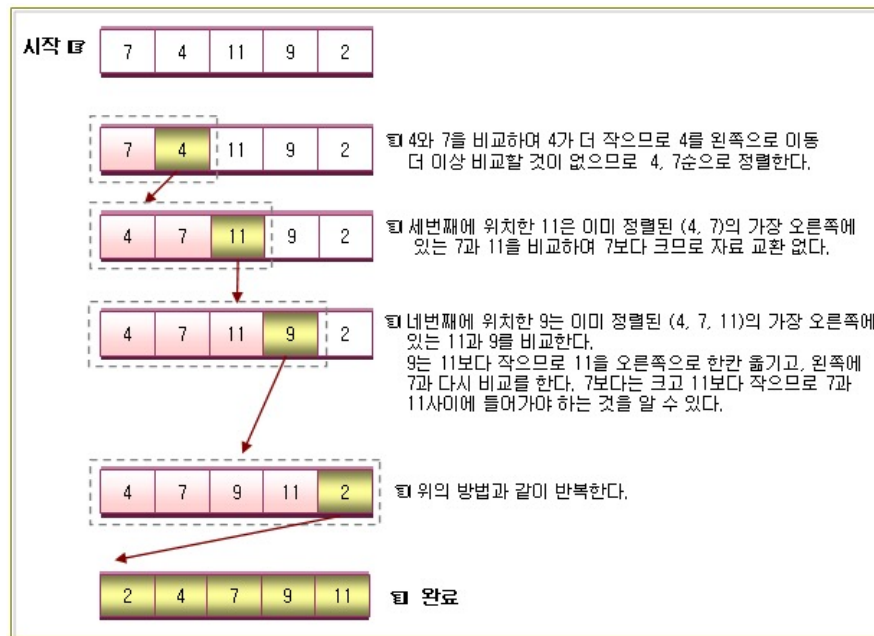 시작 ☞ 7 4 11 9 2
7 4 11 9 2 ☜ 4와 7을 비교하여 4가 더 작으므로 4를 왼쪽으로 이동
더 이상 비교할 것이 없으므로 4, 7순으로 정렬한다.
4 7 11 9 2 ☜ 세번째에 위치한 11은 이미 정렬된 (4, 7)의 가장 오른쪽에
있는 7과 11을 비교하여 7보다 크므로 자료 교환 없다.
4 7 11 9 2 ☜ 네번째에 위치한 9는 이미 정렬된 (4, 7, 11)의 가장 오른쪽에
있는 11과 9를 비교한다.
9는 11보다 작으므로 11을 오른쪽으로 한칸 옮기고, 왼쪽에
7과 다시 비교를 한다. 7보다는 크고 11보다 작으므로 7과
11사이에 들어가야 하는 것을 알 수 있다.
4 7 9 11 2 ☜ 위의 방법과 같이 반복한다.
2 4 7 9 11 ☜ 완료